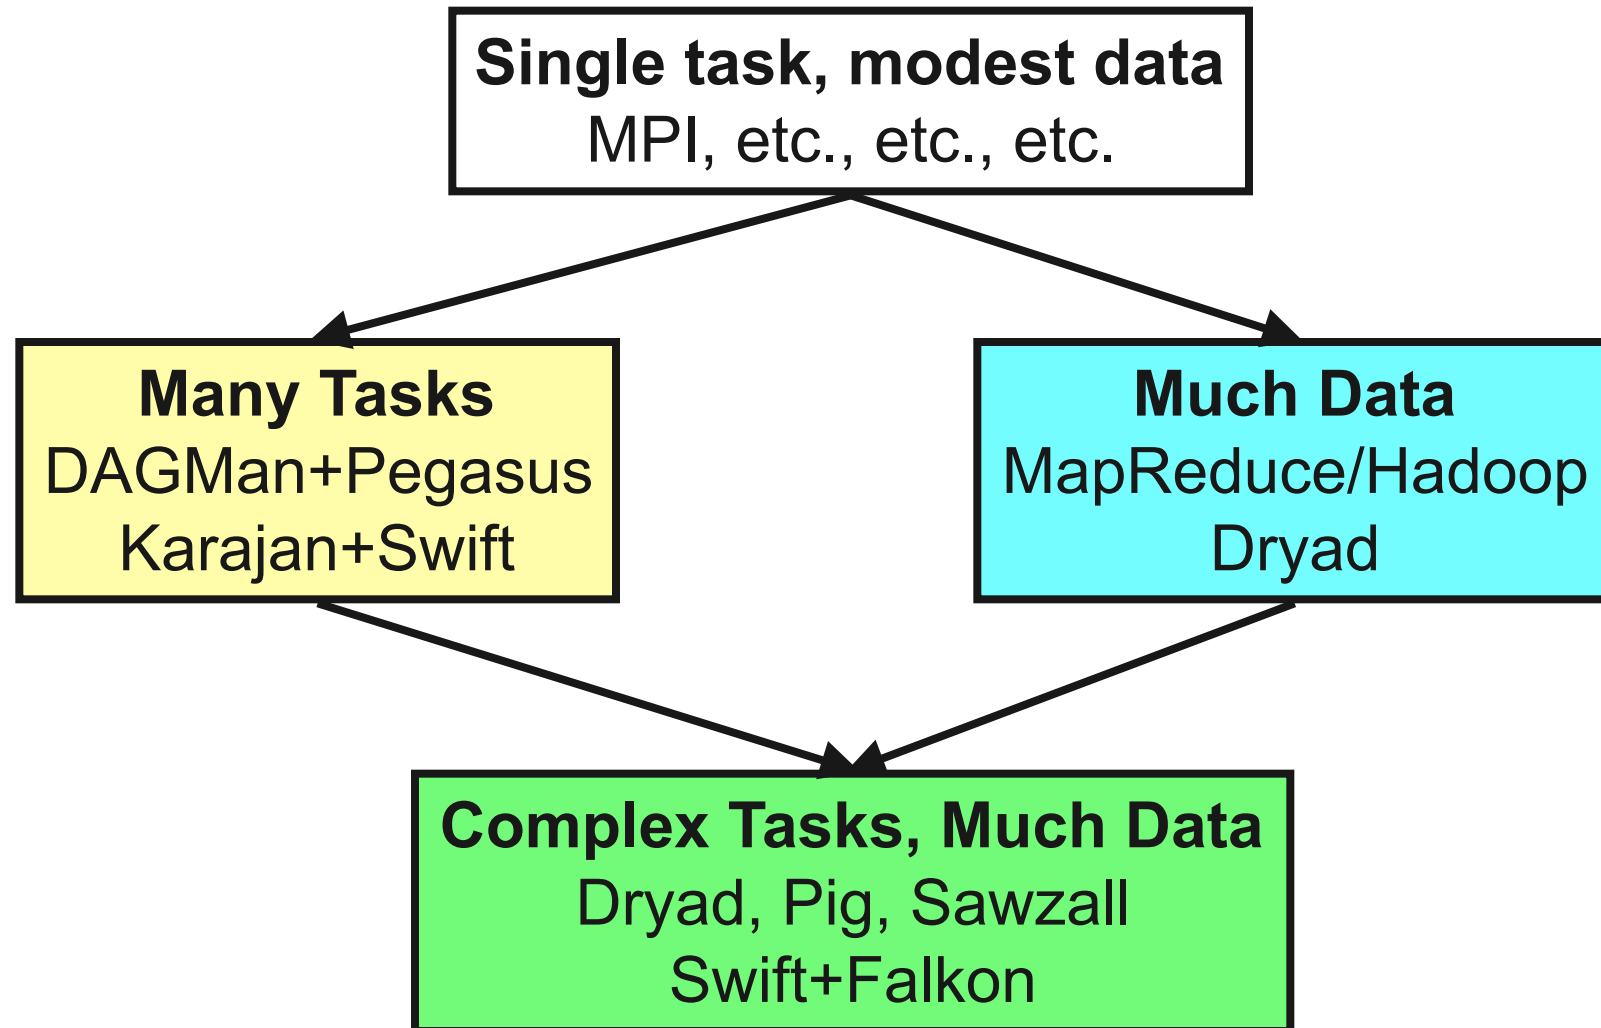 Single task, modest data
MPI, etc., etc., etc.
Many Tasks
DAGMan+Pegasus
Karajan+Swift
Much Data
MapReduce/Hadoop
Dryad
Complex Tasks, Much Data
Dryad, Pig, Sawzall
Swift+Falkon